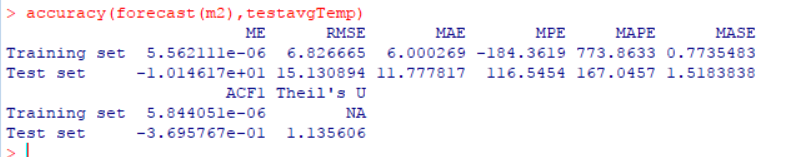 > accuracy(forecast(m2),testavgTemp)
                       ME      RMSE       MAE       MPE     MAPE      MASE
Training set  5.562111e-06  6.826665  6.000269 -184.3619 773.8633 0.7735483
Test set     -1.014617e+01 15.130894 11.777817  116.5454 167.0457 1.5183838
                     ACF1 Theil's U
Training set  5.844051e-06        NA
Test set     -3.695767e-01  1.135606
>